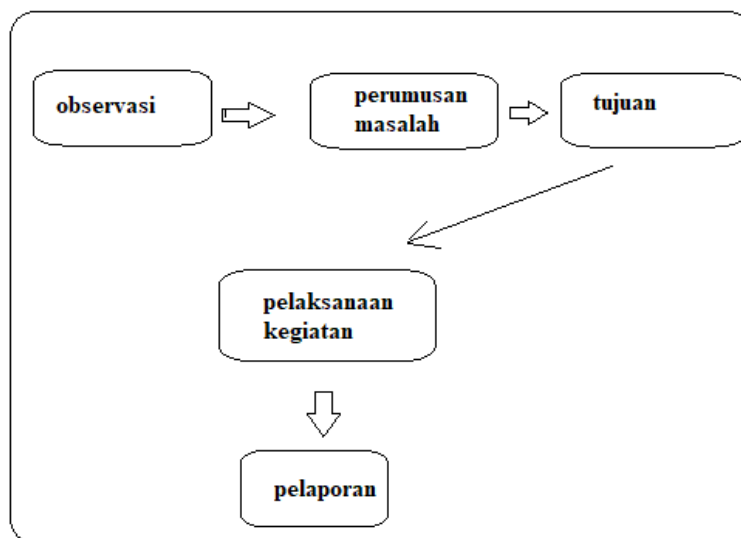 observasi
perumusan
masalah
tujuan
pelaksanaan
kegiatan
pelaporan